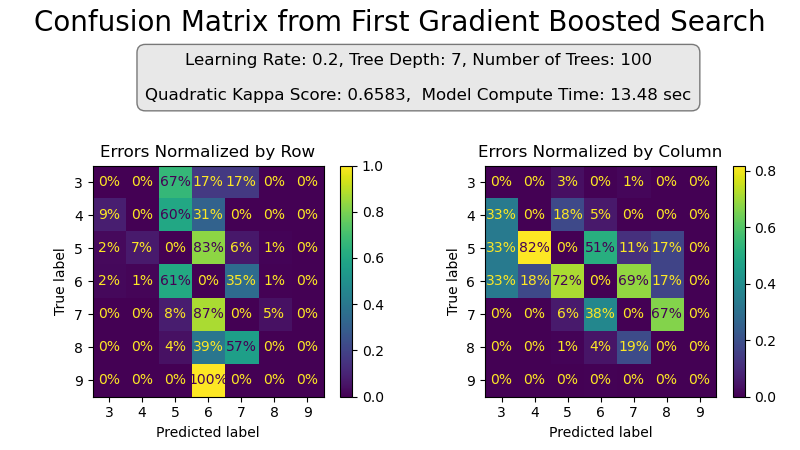 Confusion Matrix from First Gradient Boosted Search
Learning Rate: 0.2, Tree Depth: 7, Number of Trees: 100
Quadratic Kappa Score: 0.6583,  Model Compute Time: 13.48 sec
Errors Normalized by Row
True label
3 0% 0% 67% 17% 17% 0% 0%
4 9% 0% 60% 31% 0% 0% 0%
5 2% 7% 0% 83% 6% 1% 0%
6 2% 1% 61% 0% 35% 1% 0%
7 0% 0% 8% 87% 0% 5% 0%
8 0% 0% 4% 39% 57% 0% 0%
9 0% 0% 0% 100% 0% 0% 0%
3 4 5 6 7 8 9
Predicted label
1.0
0.8
0.6
0.4
0.2
0.0
Errors Normalized by Column
True label
3 0% 0% 3% 0% 1% 0% 0%
4 33% 0% 18% 5% 0% 0% 0%
5 33% 82% 0% 51% 11% 17% 0%
6 33% 18% 72% 0% 69% 17% 0%
7 0% 0% 6% 38% 0% 67% 0%
8 0% 0% 1% 4% 19% 0% 0%
9 0% 0% 0% 0% 0% 0% 0%
3 4 5 6 7 8 9
Predicted label
0.8
0.6
0.4
0.2
0.0